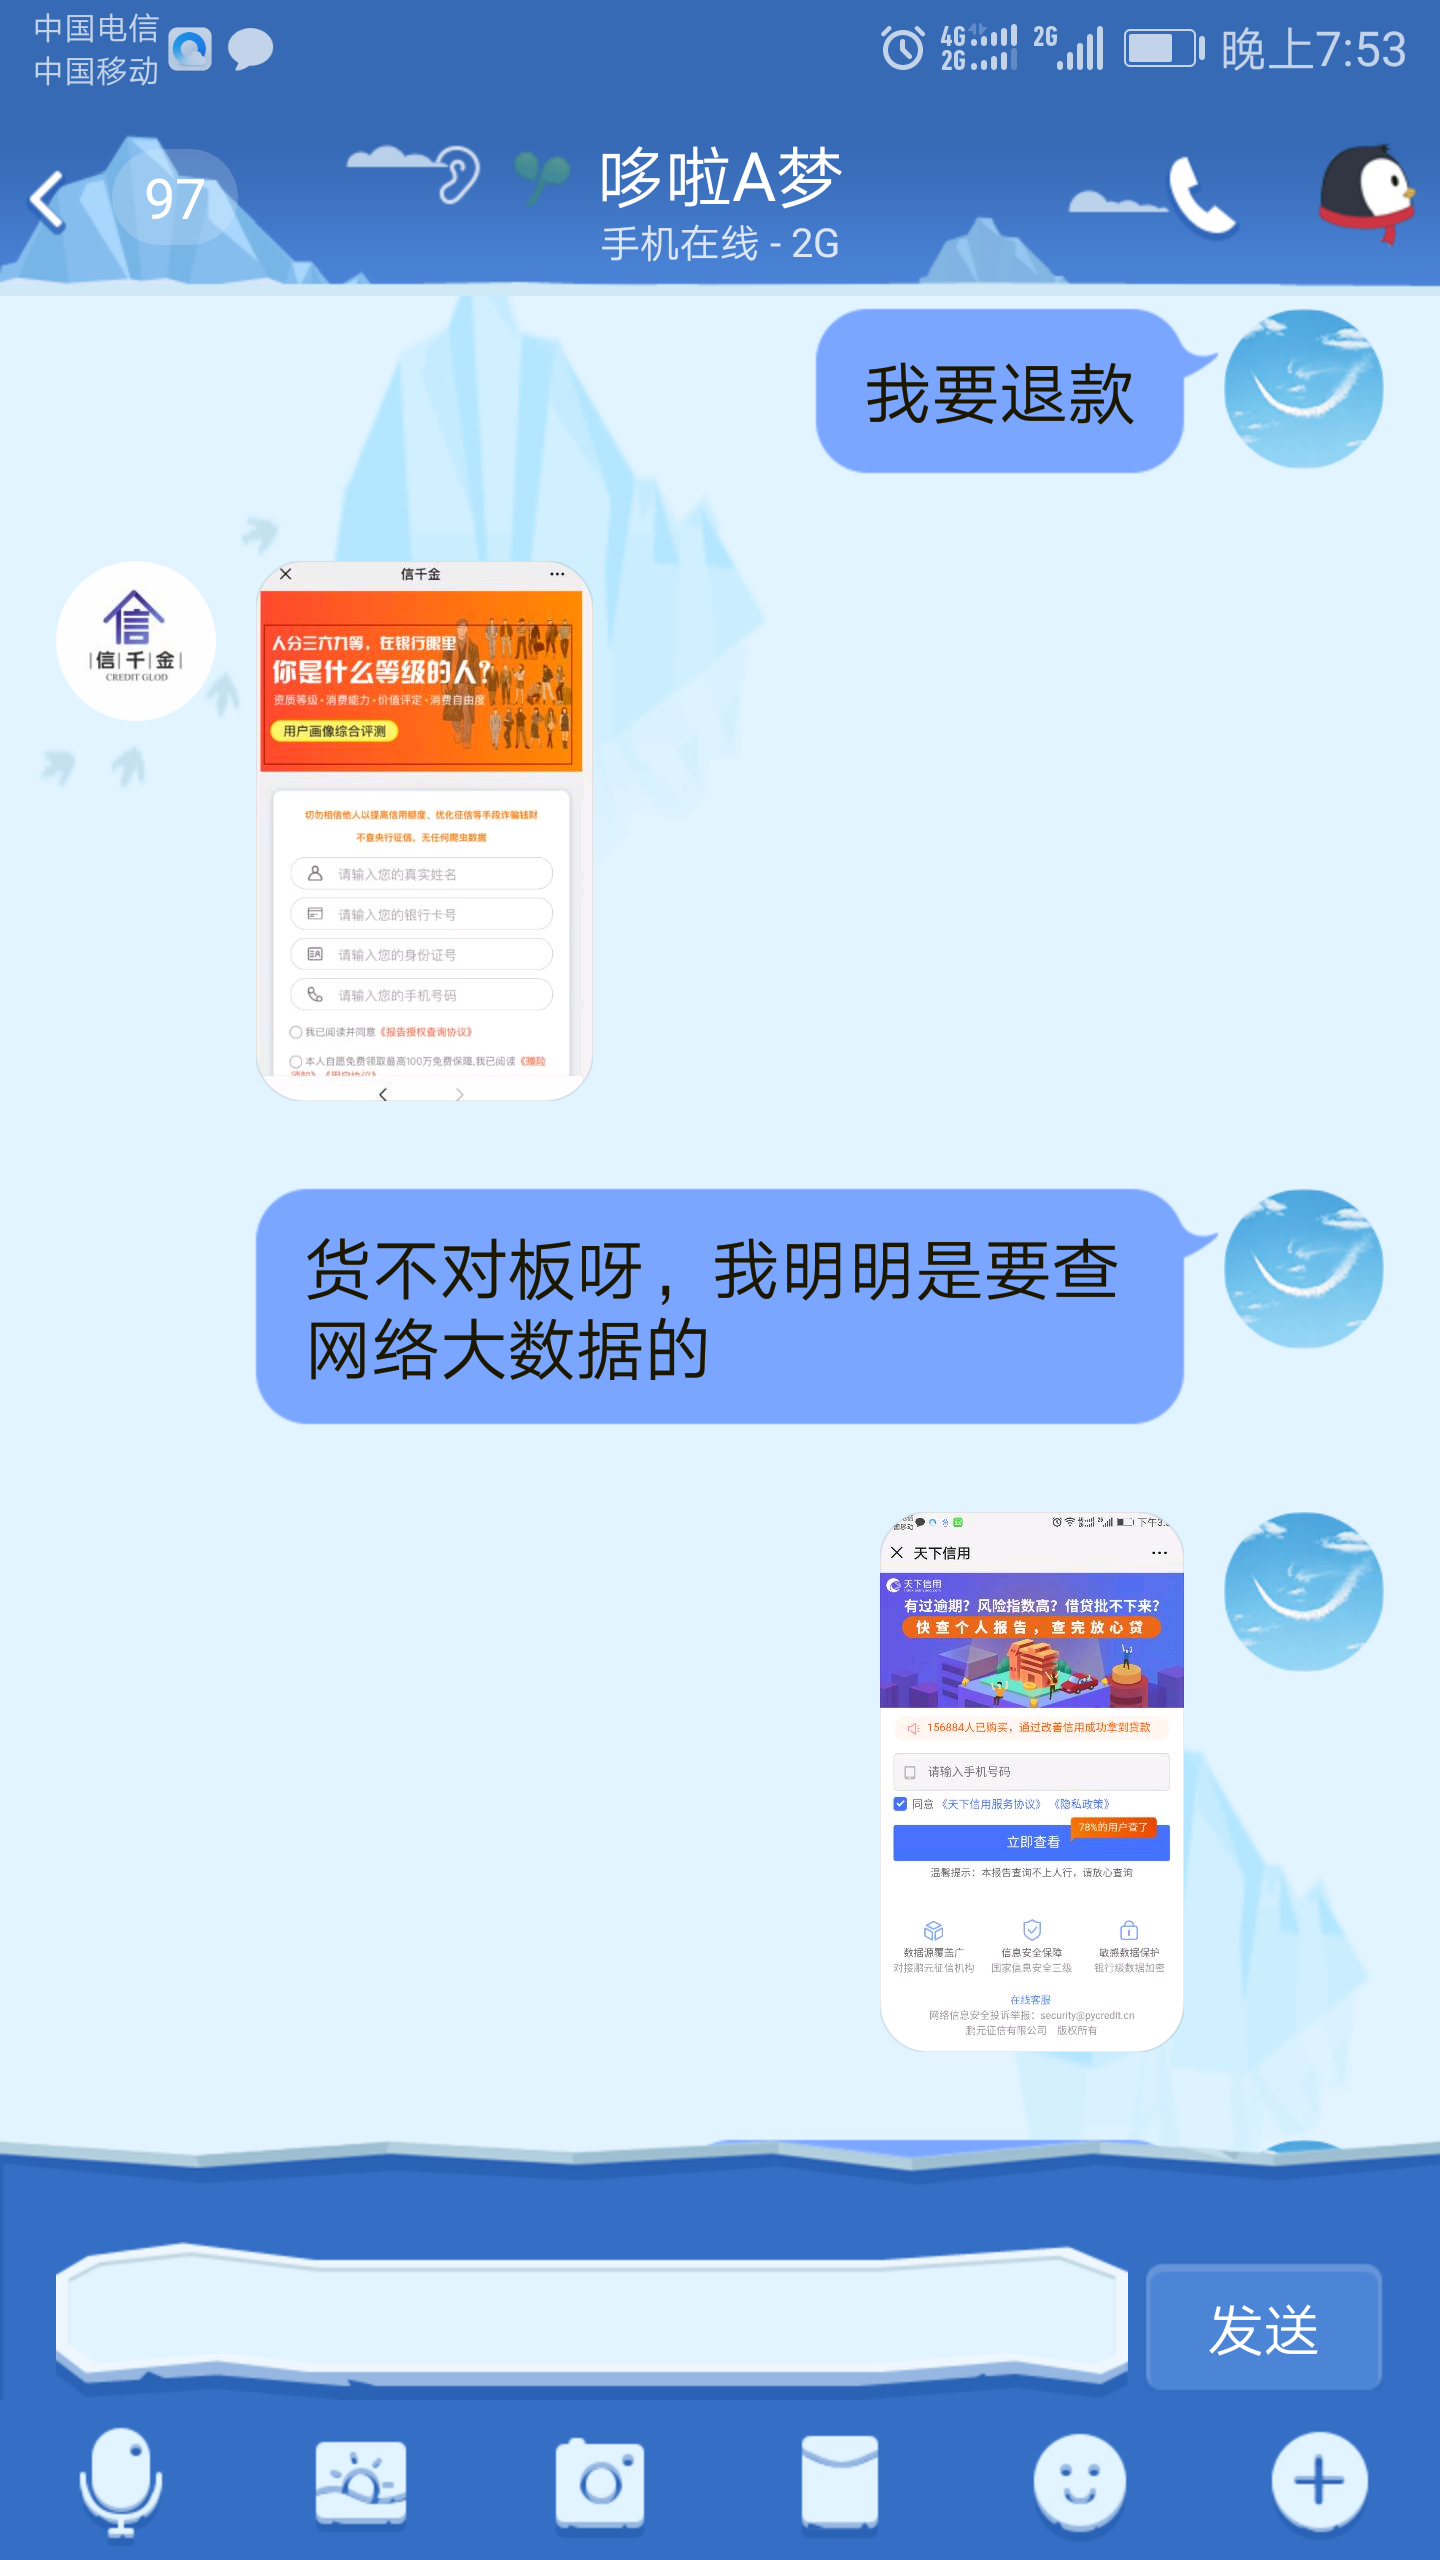 中国电信
中国移动
4G
2G
2G
晚上7:53
97
哆啦A梦
手机在线 - 2G
我要退款
信
信千金
CREDIT GLOD
信千金
人分三六九等，在银行眼里
你是什么等级的人？
资质等级·消费能力·价值评定·消费自由度
用户画像综合评测
切勿相信他人以提高信用额度、优化征信等手段诈骗钱财
不查央行征信，无任何爬虫数据
请输入您的真实姓名
请输入您的银行卡号
请输入您的身份证号
请输入您的手机号码
我已阅读并同意《报告授权查询协议》
本人自愿免费领取最高100万免费保障,我已阅读《赠险
须知》《用户协议》
货不对板呀，我明明是要查
网络大数据的
下午3:
天下信用
天下信用
有过逾期？风险指数高？借贷批不下来？
快查个人报告，查完放心贷
156884人已购买，通过改善信用成功拿到贷款
请输入手机号码
同意《天下信用服务协议》《隐私政策》
78%的用户查了
立即查看
温馨提示：本报告查询不上人行，请放心查询
数据源覆盖广 信息安全保障 敏感数据保护
对接鹏元征信机构 国家信息安全三级 银行级数据加密
在线客服
网络信息安全投诉举报：security@pycredit.cn
鹏元征信有限公司 版权所有
发送